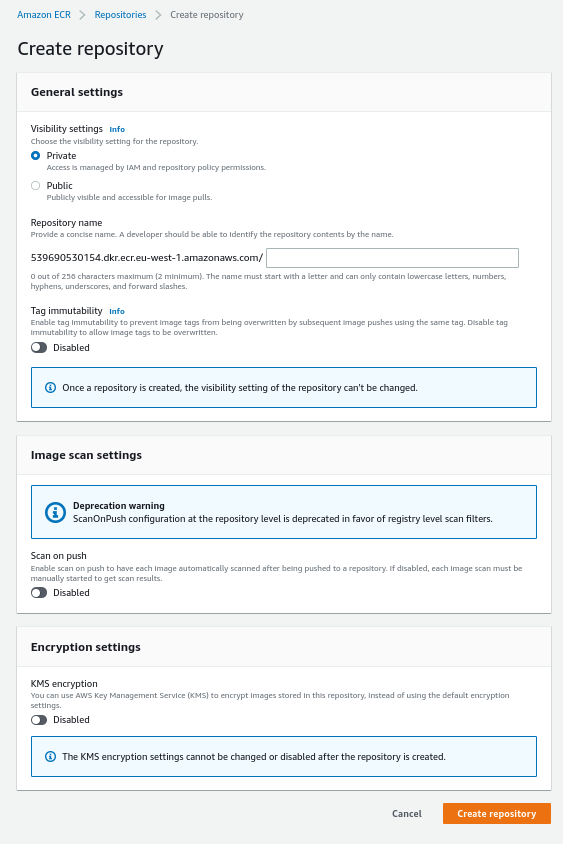 Amazon ECR > Repositories > Create repository
Create repository
General settings
Visibility settings Info
Choose the visibility setting for the repository.
Private
Access is managed by IAM and repository policy permissions.
Public
Publicly visible and accessible for image pulls.
Repository name
Provide a concise name. A developer should be able to identify the repository contents by the name.
539690530154.dkr.ecr.eu-west-1.amazonaws.com/
0 out of 256 characters maximum (2 minimum). The name must start with a letter and can only contain lowercase letters, numbers,
hyphens, underscores, and forward slashes.
Tag immutability Info
Enable tag immutability to prevent image tags from being overwritten by subsequent image pushes using the same tag. Disable tag
immutability to allow image tags to be overwritten.
Disabled
Once a repository is created, the visibility setting of the repository can't be changed.
Image scan settings
Deprecation warning
ScanOnPush configuration at the repository level is deprecated in favor of registry level scan filters.
Scan on push
Enable scan on push to have each image automatically scanned after being pushed to a repository. If disabled, each image scan must be
manually started to get scan results.
Disabled
Encryption settings
KMS encryption
You can use AWS Key Management Service (KMS) to encrypt images stored in this repository, instead of using the default encryption
settings.
Disabled
The KMS encryption settings cannot be changed or disabled after the repository is created.
Cancel Create repository